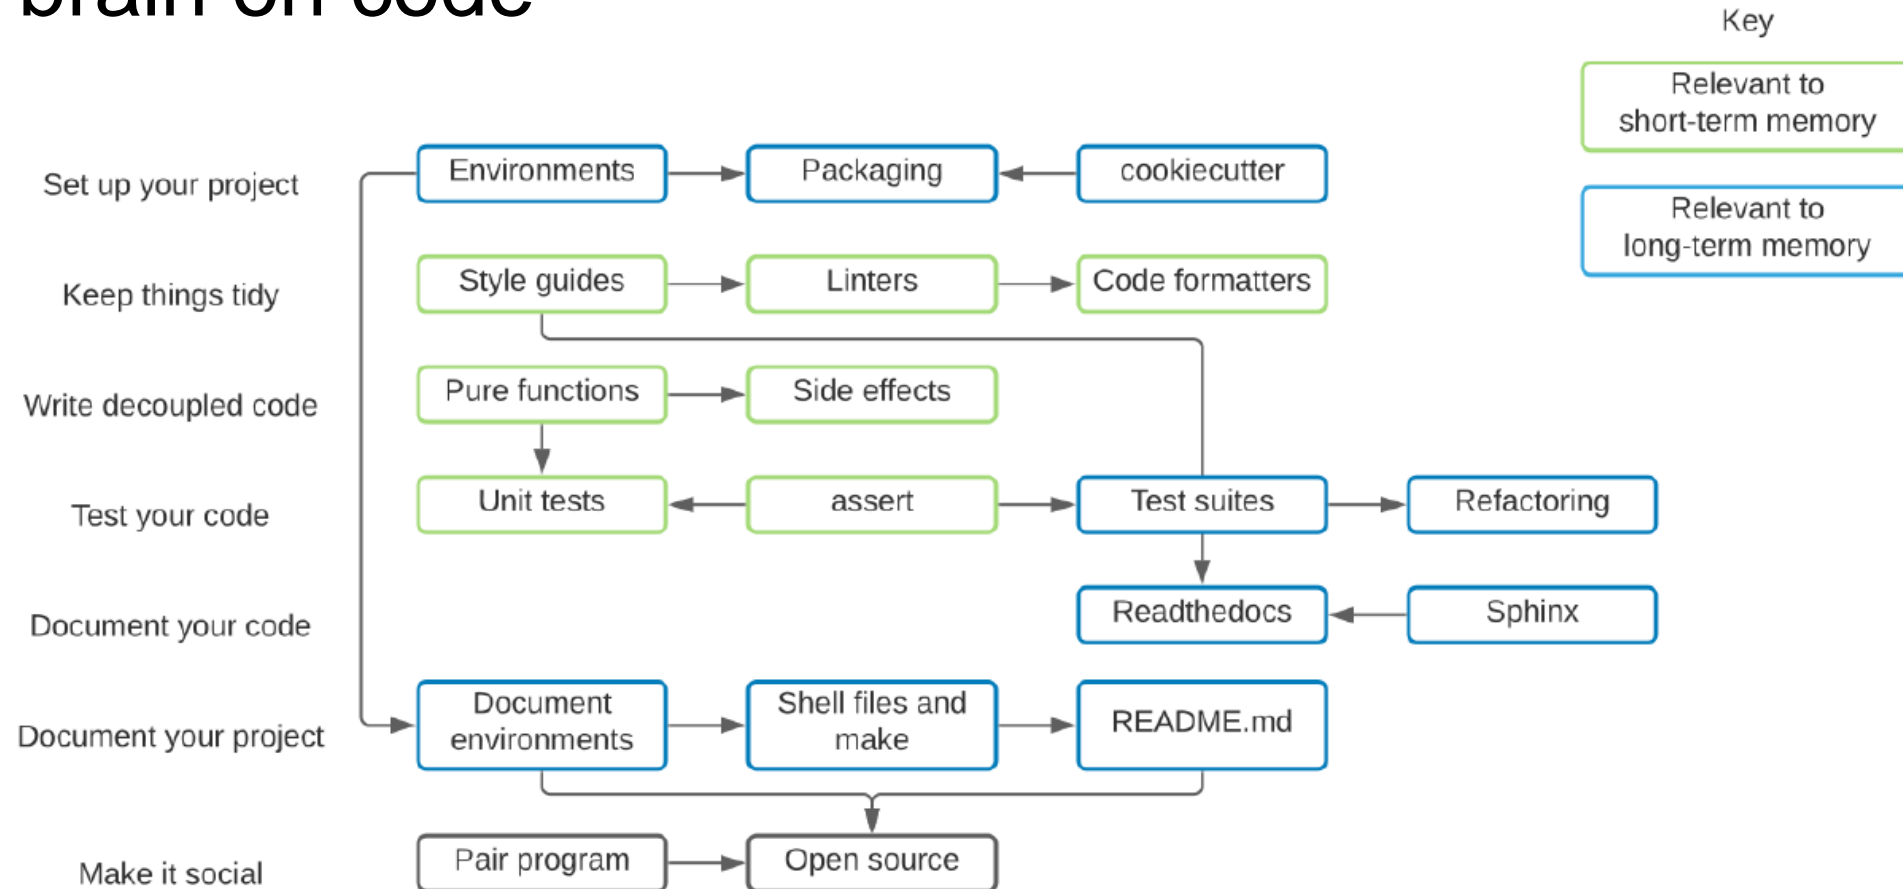 brain on code
Key
Relevant to
short-term memory
Relevant to
long-term memory
Set up your project
Environments
Packaging
cookiecutter
Keep things tidy
Style guides
Linters
Code formatters
Write decoupled code
Pure functions
Side effects
Test your code
Unit tests
assert
Test suites
Refactoring
Document your code
Readthedocs
Sphinx
Document your project
Document
environments
Shell files and
make
README.md
Make it social
Pair program
Open source